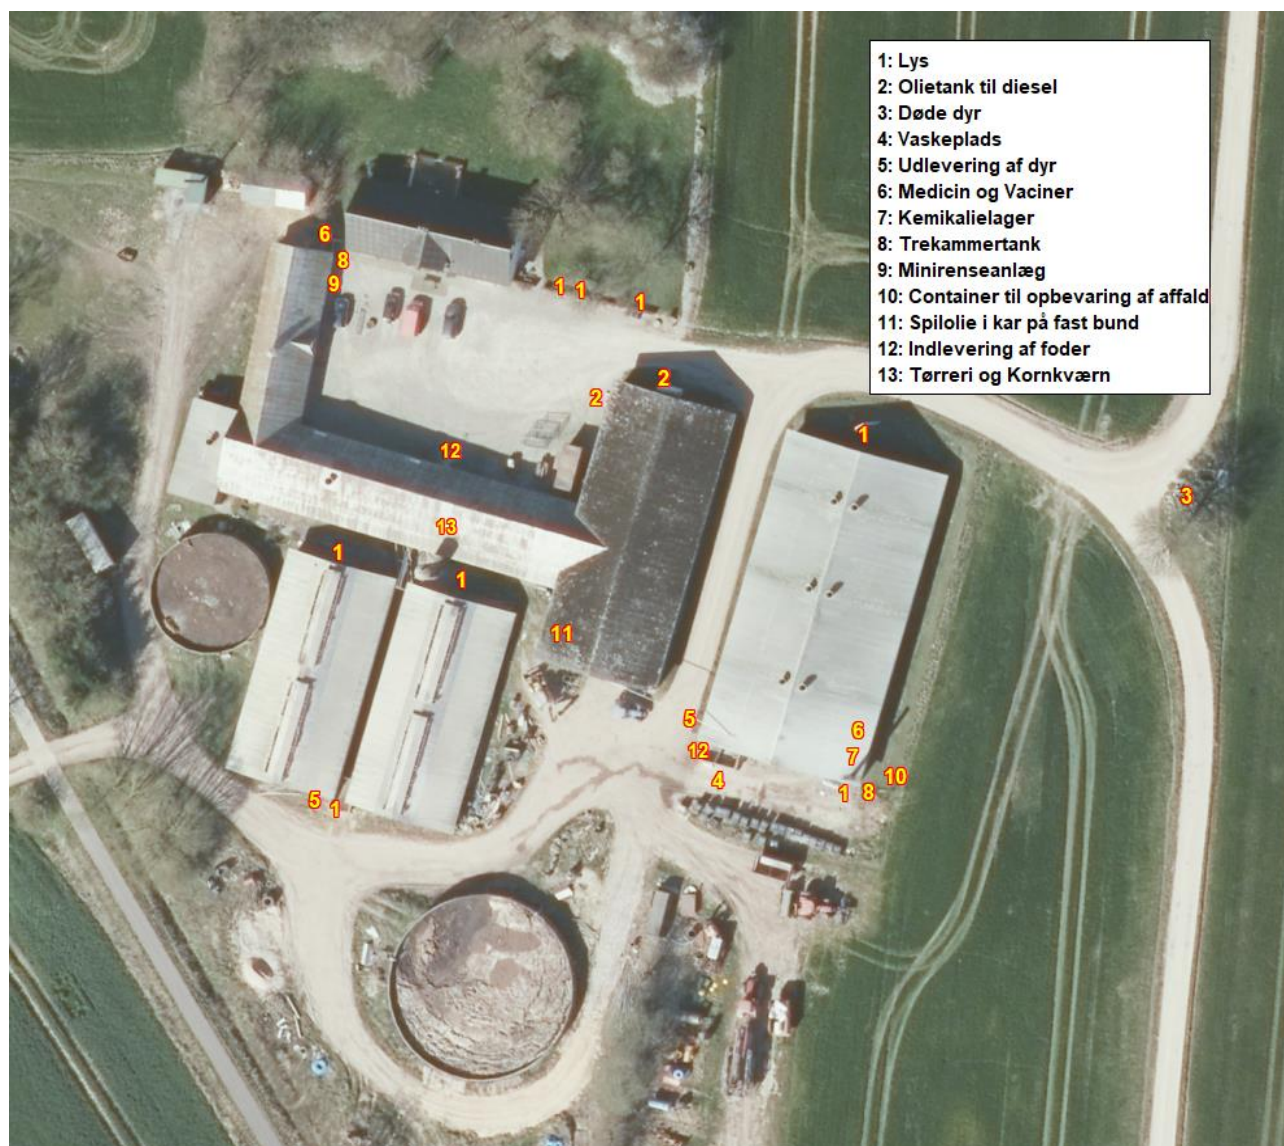 1: Lys
2: Olietank til diesel
3: Døde dyr
4: Vaskeplads
5: Udlevering af dyr
6: Medicin og Vaciner
7: Kemikalielager
8: Trekammertank
9: Minirenseanlæg
10: Container til opbevaring af affald
11: Spilolie i kar på fast bund
12: Indlevering af foder
13: Tørreri og Kornkværn
6
8
9
1 1 1
2
2
1
12
3
13
1
1
11
5
6
12
7
4
10
1 8
5
1